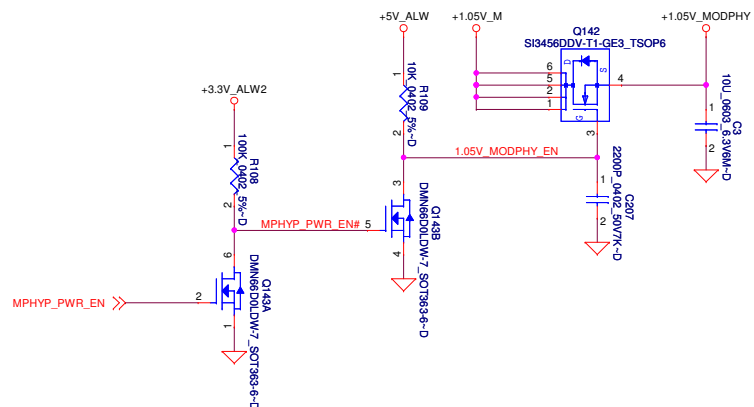 +5V_ALW
+1.05V_M
Q142
SI3456DDV-T1-GE3_TSOP6
+1.05V_MODPHY
D
S
G
6
5
2
1
4
3
1
R109
10K_0402_5%~D
2
10U_0603_6.3V6M~D
C3
1
2
+3.3V_ALW2
1
R108
100K_0402_5%~D
2
1.05V_MODPHY_EN
1
C207
2200P_0402_50V7K~D
2
MPHYP_PWR_EN#
5
3
4
Q143B
DMN66D0LDW-7_SOT363-6~D
6
MPHYP_PWR_EN
2
1
Q143A
DMN66D0LDW-7_SOT363-6~D